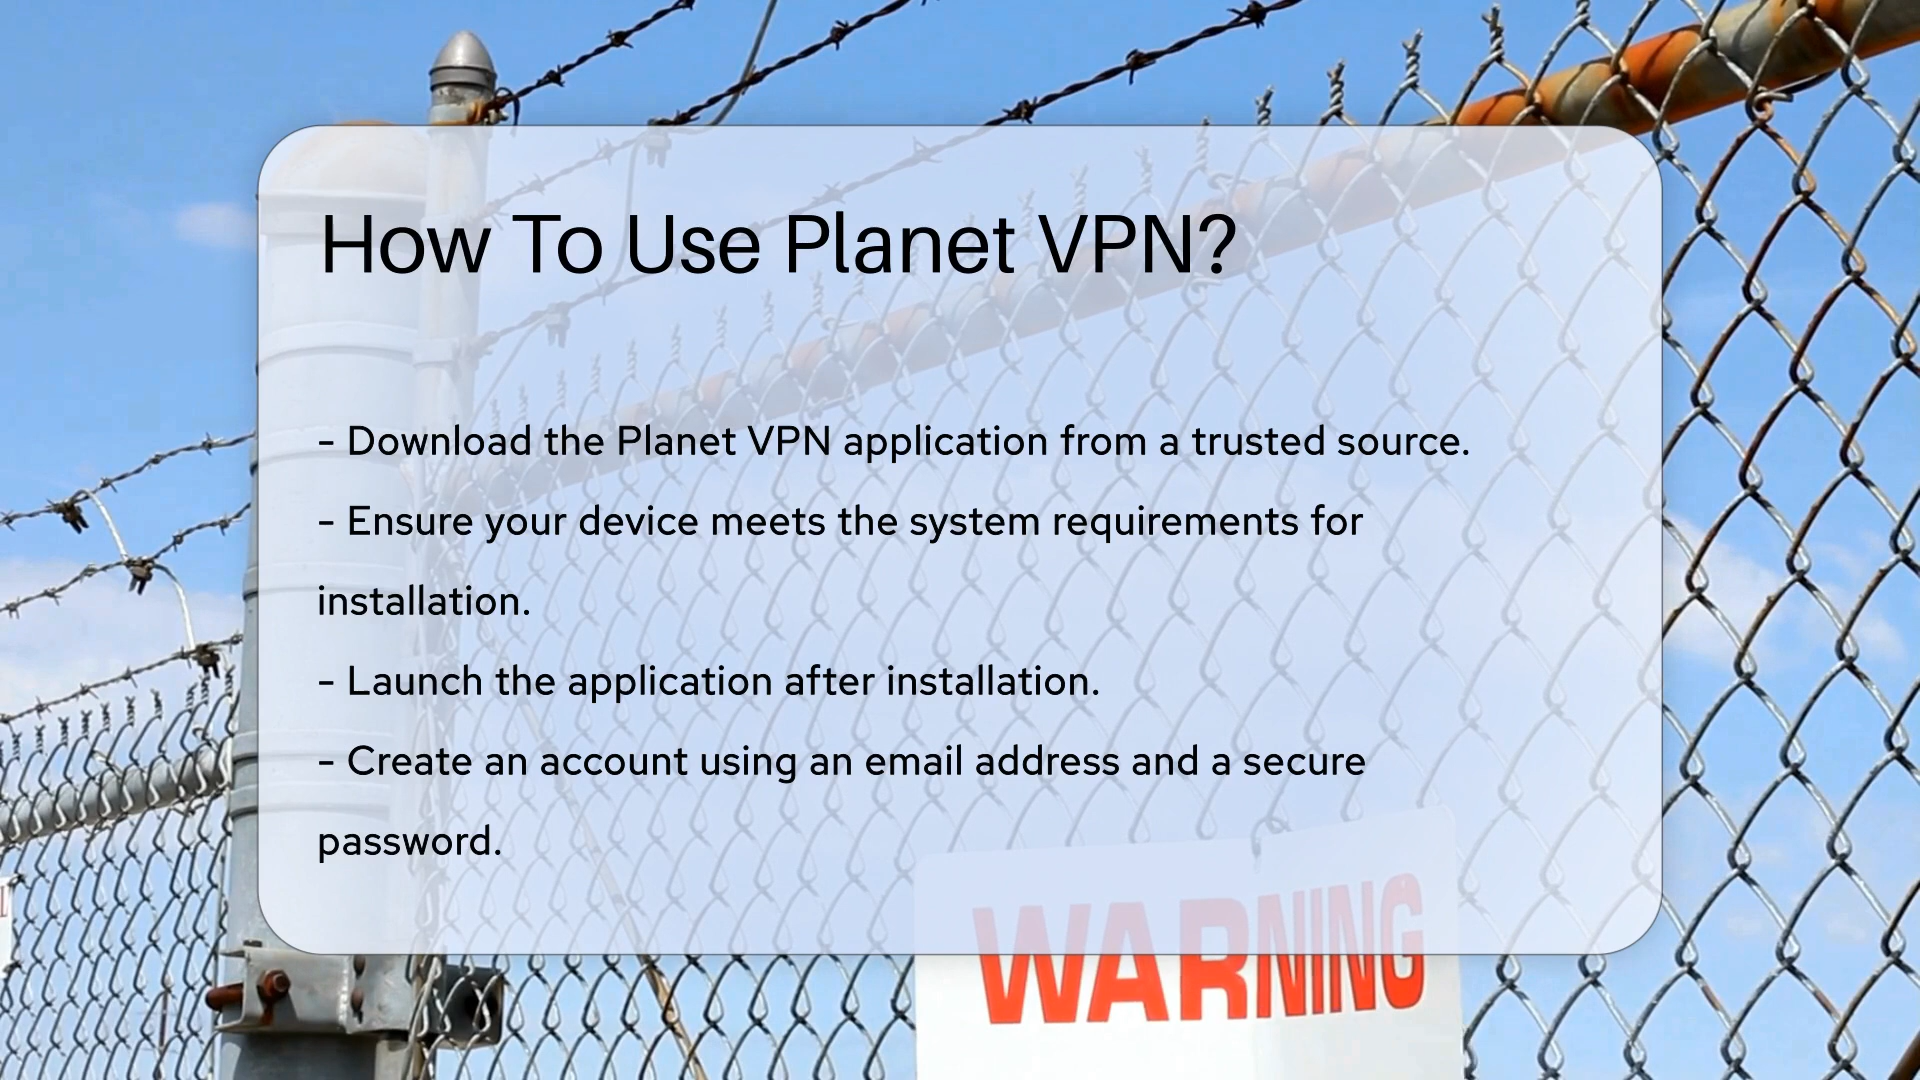 How To Use Planet VPN?
- Download the Planet VPN application from a trusted source.
- Ensure your device meets the system requirements for
installation.
- Launch the application after installation.
- Create an account using an email address and a secure
password.
WARNING